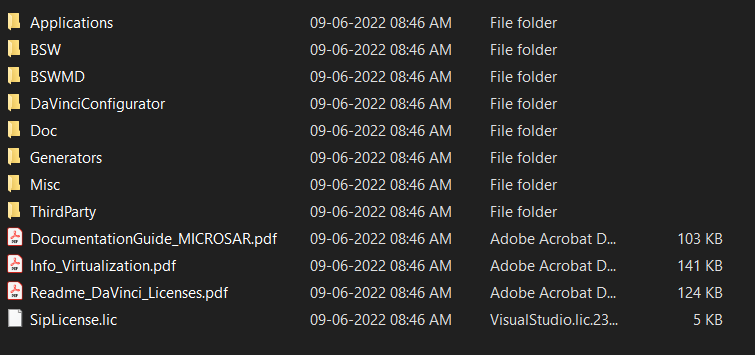 Applications 09-06-2022 08:46 AM File folder
BSW 09-06-2022 08:46 AM File folder
BSWMD 09-06-2022 08:46 AM File folder
DaVinciConfigurator 09-06-2022 08:46 AM File folder
Doc 09-06-2022 08:46 AM File folder
Generators 09-06-2022 08:46 AM File folder
Misc 09-06-2022 08:46 AM File folder
ThirdParty 09-06-2022 08:46 AM File folder
DocumentationGuide_MICROSAR.pdf 09-06-2022 08:46 AM Adobe Acrobat D... 103 KB
Info_Virtualization.pdf 09-06-2022 08:46 AM Adobe Acrobat D... 141 KB
Readme_DaVinci_Licenses.pdf 09-06-2022 08:46 AM Adobe Acrobat D... 124 KB
SipLicense.lic 09-06-2022 08:46 AM VisualStudio.lic.23... 5 KB